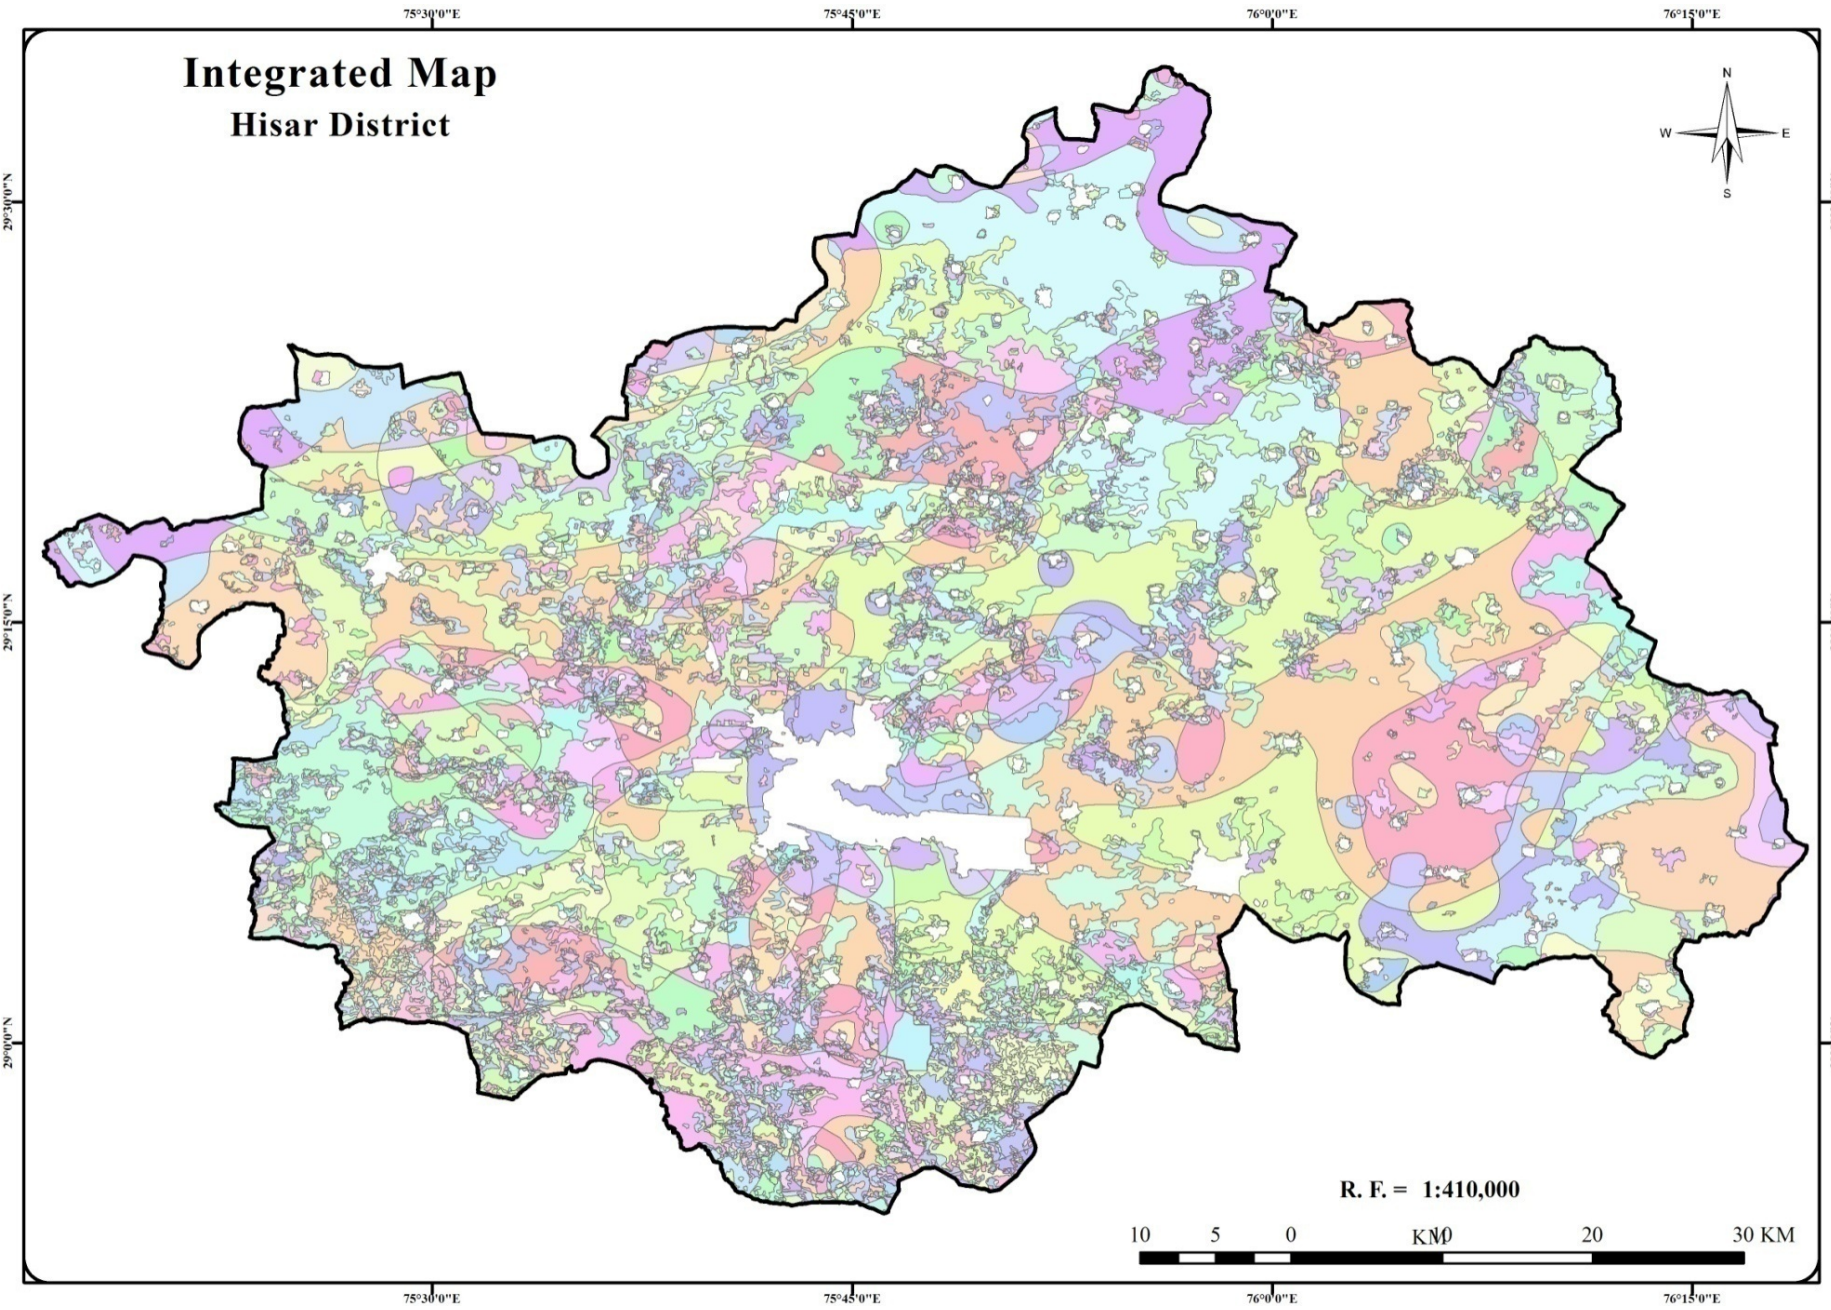 75°30'0"E 75°45'0"E 76°0'0"E 76°15'0"E
Integrated Map
Hisar District
N
W E
S
29°30'0"N
29°15'0"N
29°0'0"N
R. F. = 1:410,000
KM
10 5 0 10 20 30 KM
75°30'0"E 75°45'0"E 76°0'0"E 76°15'0"E